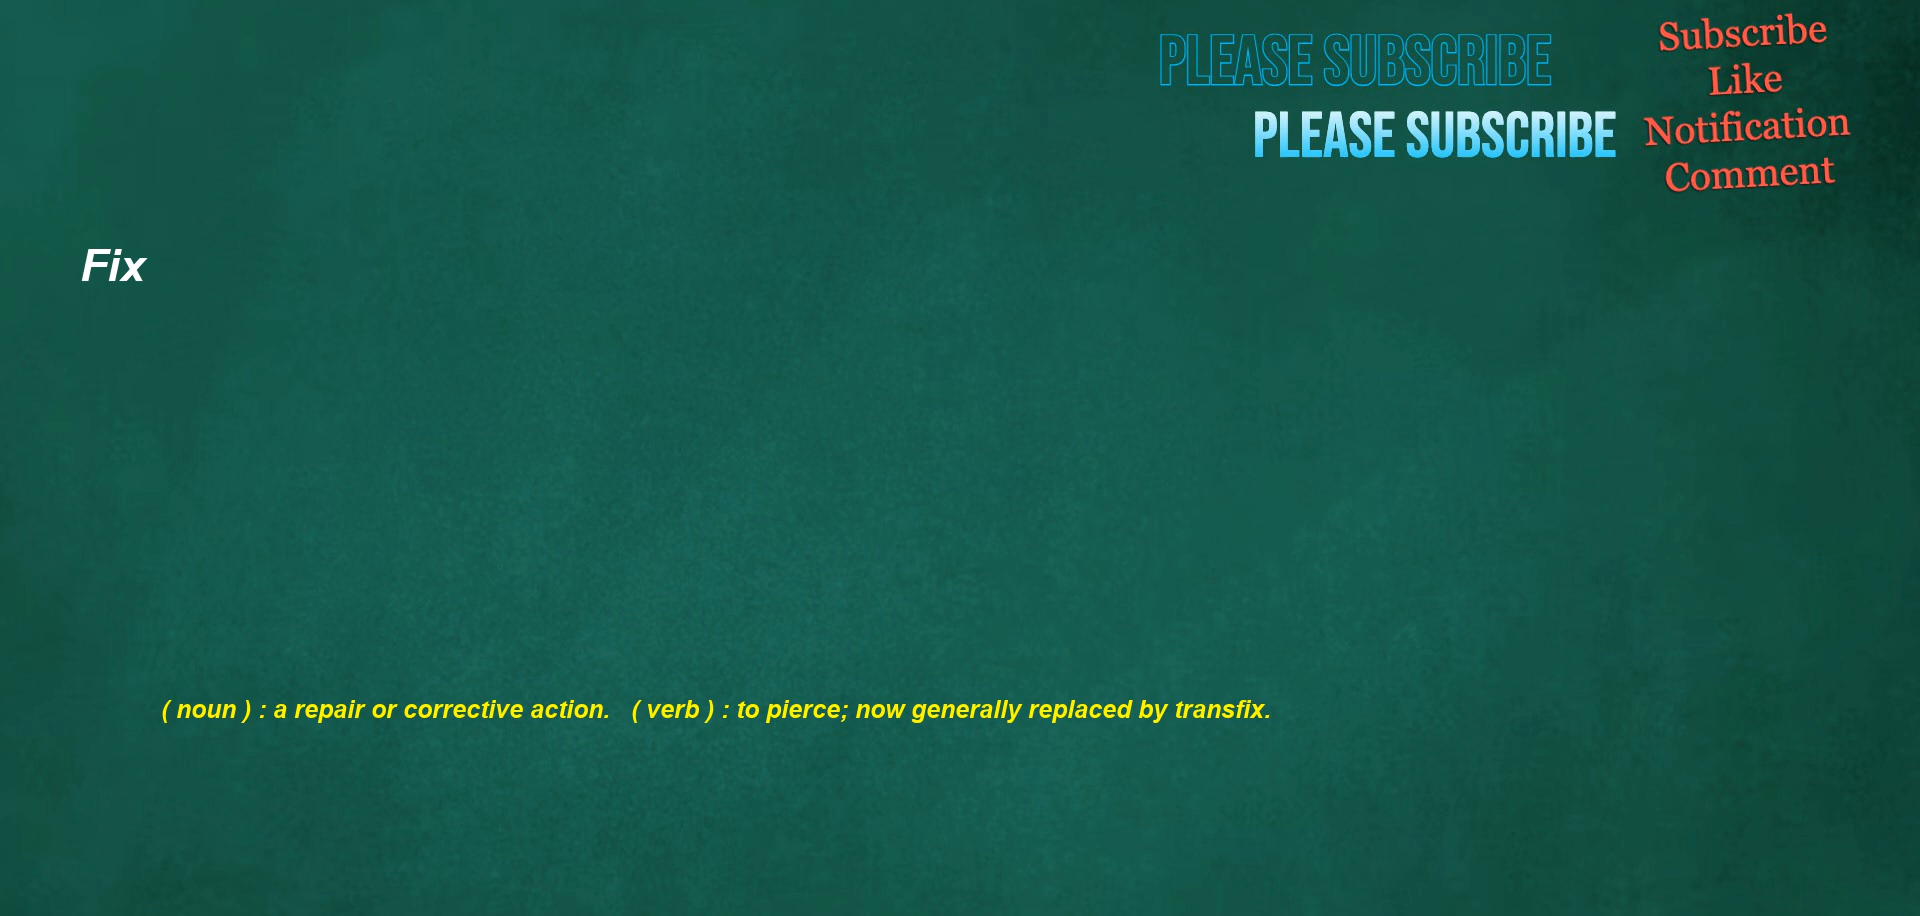 PLEASE SUBSCRIBE
PLEASE SUBSCRIBE
Subscribe
Like
Notification
Comment
Fix
( noun ) : a repair or corrective action.   ( verb ) : to pierce; now generally replaced by transfix.